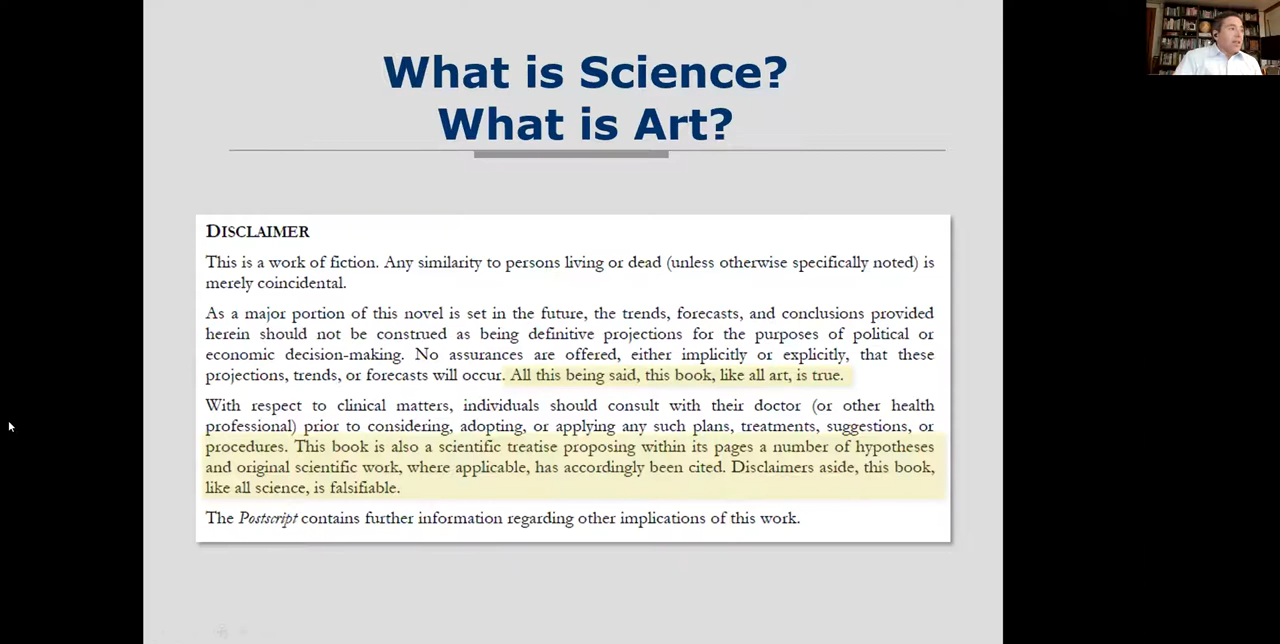 What is Science?
What is Art?
DISCLAIMER
This is a work of fiction. Any similarity to persons living or dead (unless otherwise specifically noted) is
merely coincidental.
As a major portion of this novel is set in the future, the trends, forecasts, and conclusions provided
herein should not be construed as being definitive projections for the purposes of political or
economic decision-making. No assurances are offered, either implicitly or explicitly, that these
projections, trends, or forecasts will occur. All this being said, this book, like all art, is true.
With respect to clinical matters, individuals should consult with their doctor (or other health
professional) prior to considering, adopting, or applying any such plans, treatments, suggestions, or
procedures. This book is also a scientific treatise proposing within its pages a number of hypotheses
and original scientific work, where applicable, has accordingly been cited. Disclaimers aside, this book,
like all science, is falsifiable.
The Postscript contains further information regarding other implications of this work.